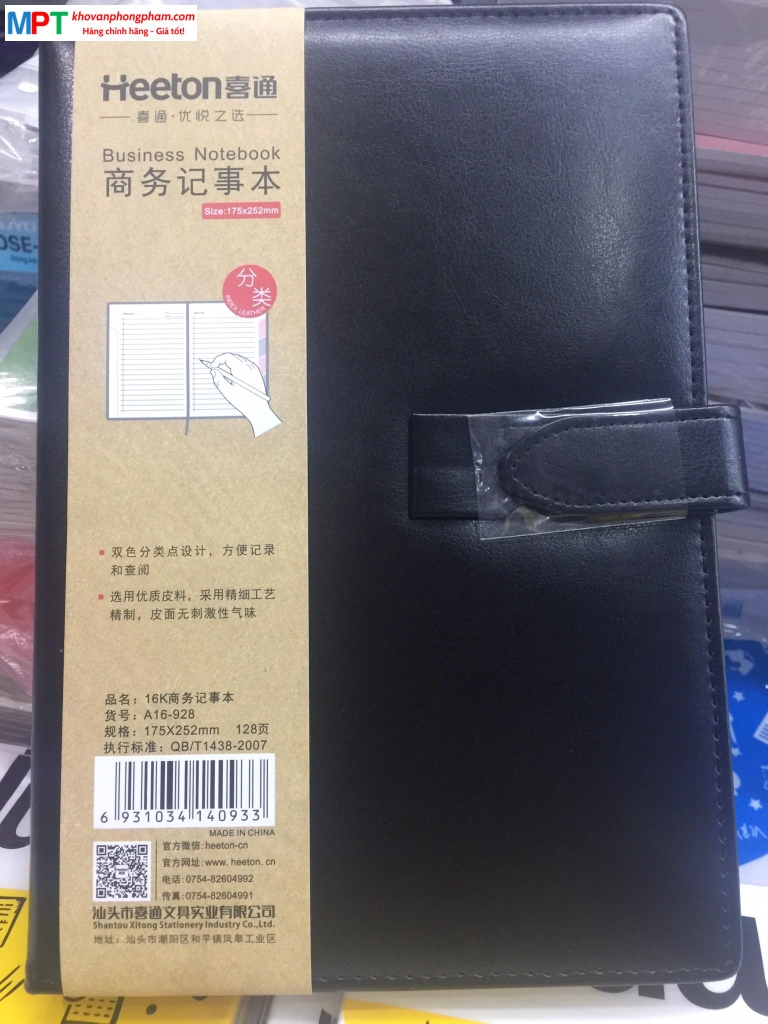 MPT khovanphongpham.com
Hàng chính hãng - Giá tốt!
Heeton喜通
喜通·优悦之选
Business Notebook
商务记事本
Size:175x252mm
分类
INDEX LEATHER
双色分类点设计，方便记录
和查阅
选用优质皮料，采用精细工艺
精制，皮面无刺激性气味
品名：16K商务记事本
货号：A16-928
规格：175X252mm 128页
执行标准：QB/T1438-2007
6 931034 140933
MADE IN CHINA
官方微信:heeton-cn
官方网址:www. heeton. cn
电话:0754-82604992
传真:0754-82604991
汕头市喜通文具实业有限公司
Shantou Xitong Stationery Industry Co.,Ltd.
地址：汕头市潮阳区和平镇凤皋工业区